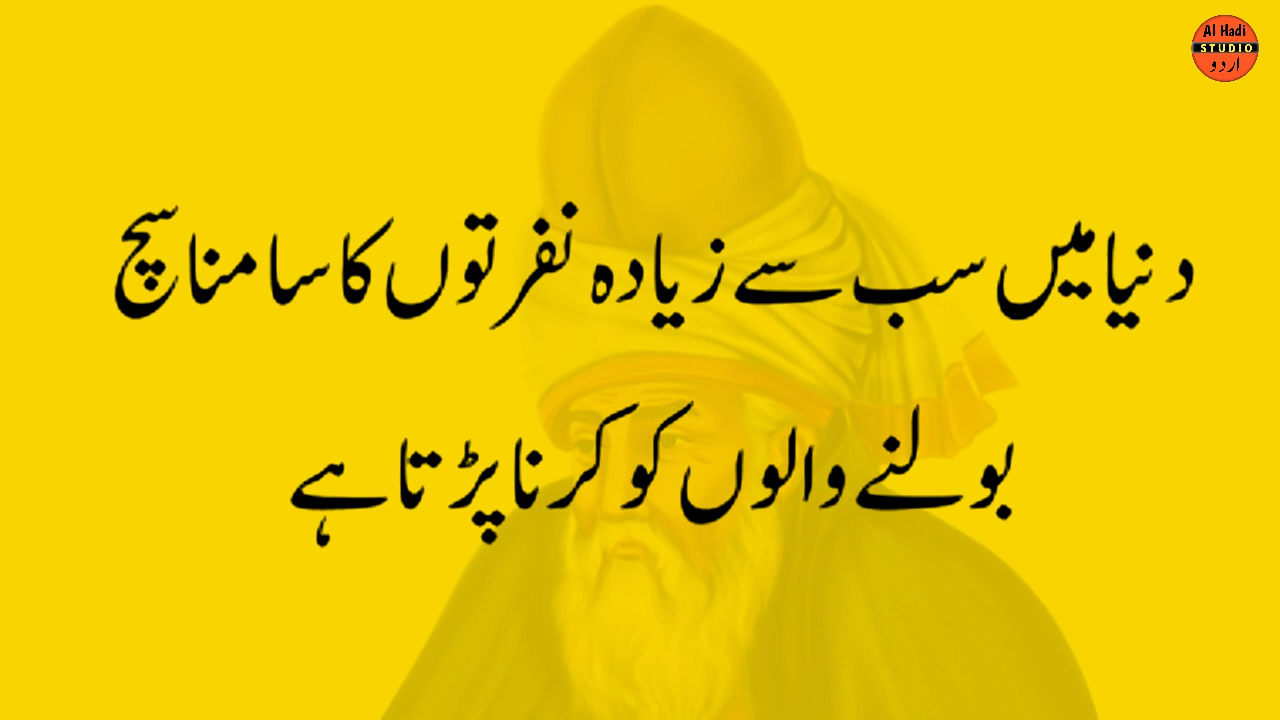 Al Hadi
STUDIO
اردو
دنیا میں سب سے زیادہ نفرتوں کا سامنا سچ
بولنے والوں کو کرنا پڑتا ہے